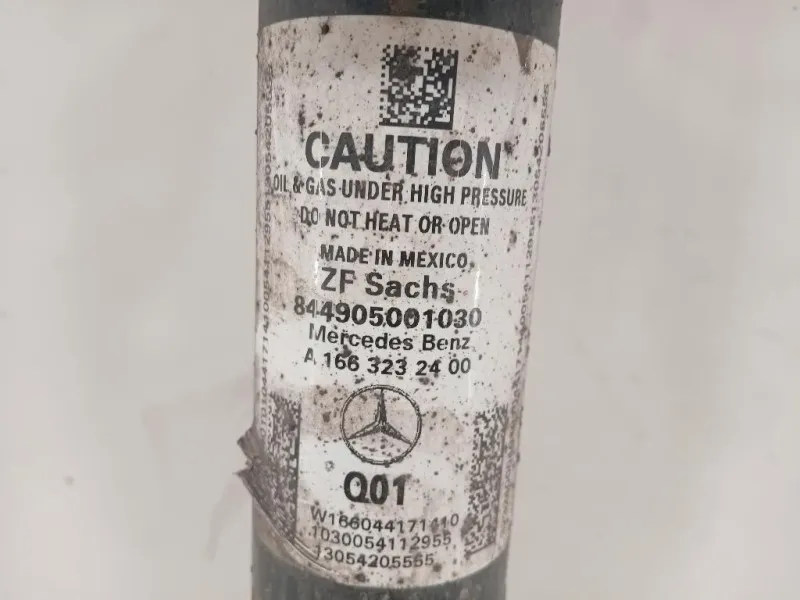 CAUTION
OIL & GAS UNDER HIGH PRESSURE
DO NOT HEAT OR OPEN
MADE IN MEXICO
ZF Sachs
844905001030
Mercedes Benz
A 166 323 24 00
Q01
W166044171410
1030054112955
13054205555